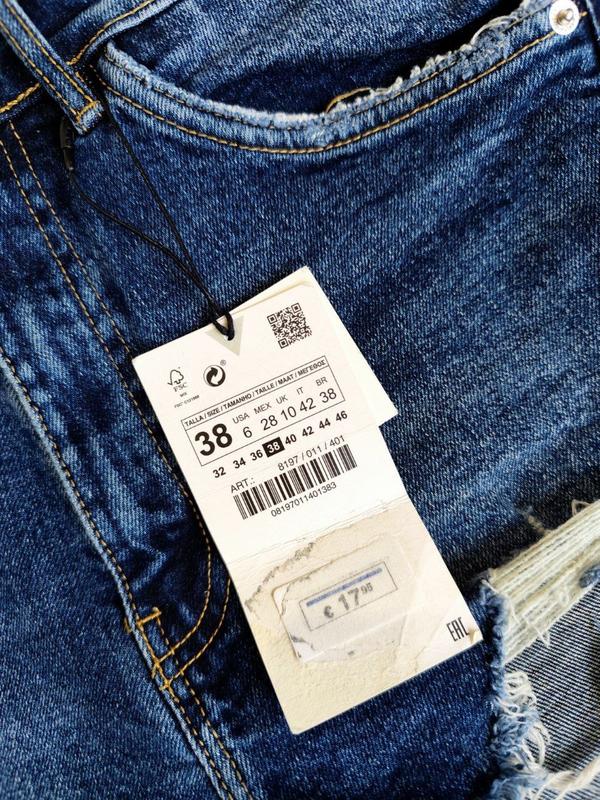 FSC
MIX
®
TALLA / SIZE / TAMANHO / TAILLE / MAAT / ΜΕΓΕΘΟΣ
38 USA MEX UK IT BR
6 28 10 42 38
32 34 36 38 40 42 44 46
ART.: 8197 / 011 / 401
08197011401383
€ 17 95
EAC